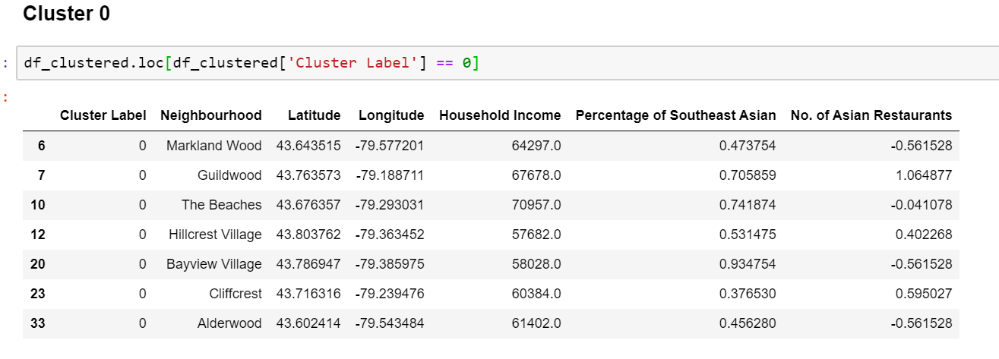 Cluster 0
: df_clustered.loc[df_clustered['Cluster Label'] == 0]
:
Cluster Label Neighbourhood Latitude Longitude Household Income Percentage of Southeast Asian No. of Asian Restaurants
6 0 Markland Wood 43.643515 -79.577201 64297.0 0.473754 -0.561528
7 0 Guildwood 43.763573 -79.188711 67678.0 0.705859 1.064877
10 0 The Beaches 43.676357 -79.293031 70957.0 0.741874 -0.041078
12 0 Hillcrest Village 43.803762 -79.363452 57682.0 0.531475 0.402268
20 0 Bayview Village 43.786947 -79.385975 58028.0 0.934754 -0.561528
23 0 Cliffcrest 43.716316 -79.239476 60384.0 0.376530 0.595027
33 0 Alderwood 43.602414 -79.543484 61402.0 0.456280 -0.561528